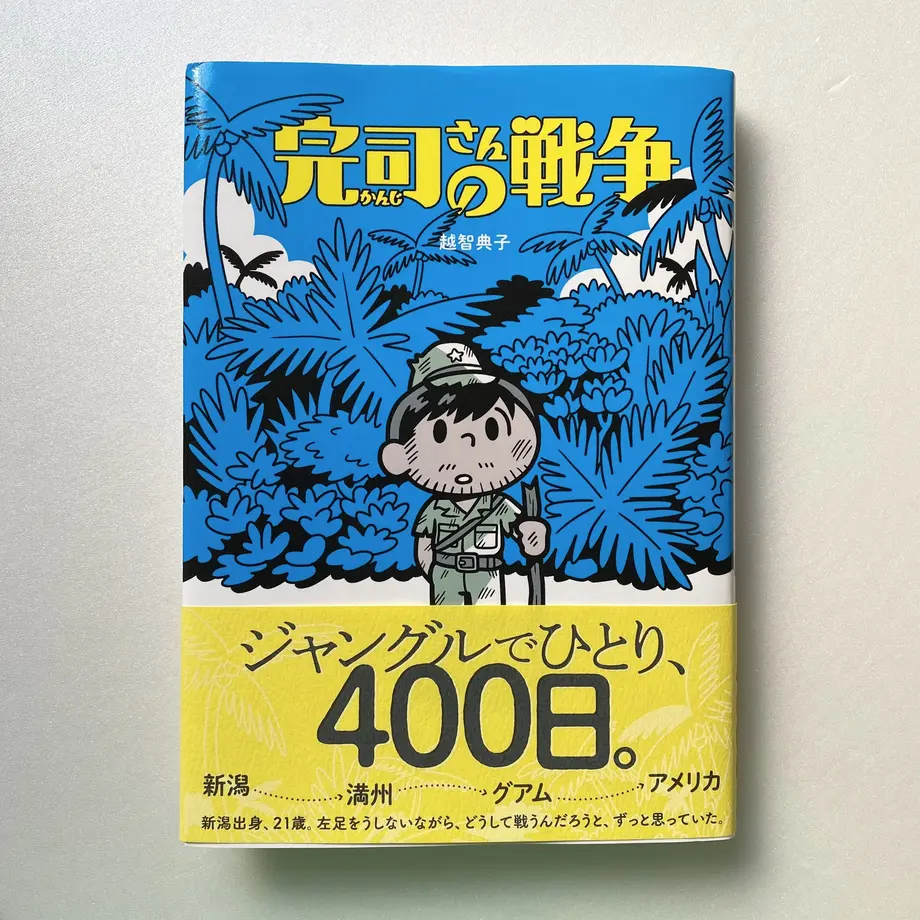 完司さんの戦争
かんじ
越智典子
ジャングルでひとり、
400日。
新潟………→満州………→グアム………→アメリカ
新潟出身、21歳。左足をうしないながら、どうして戦うんだろうと、ずっと思っていた。